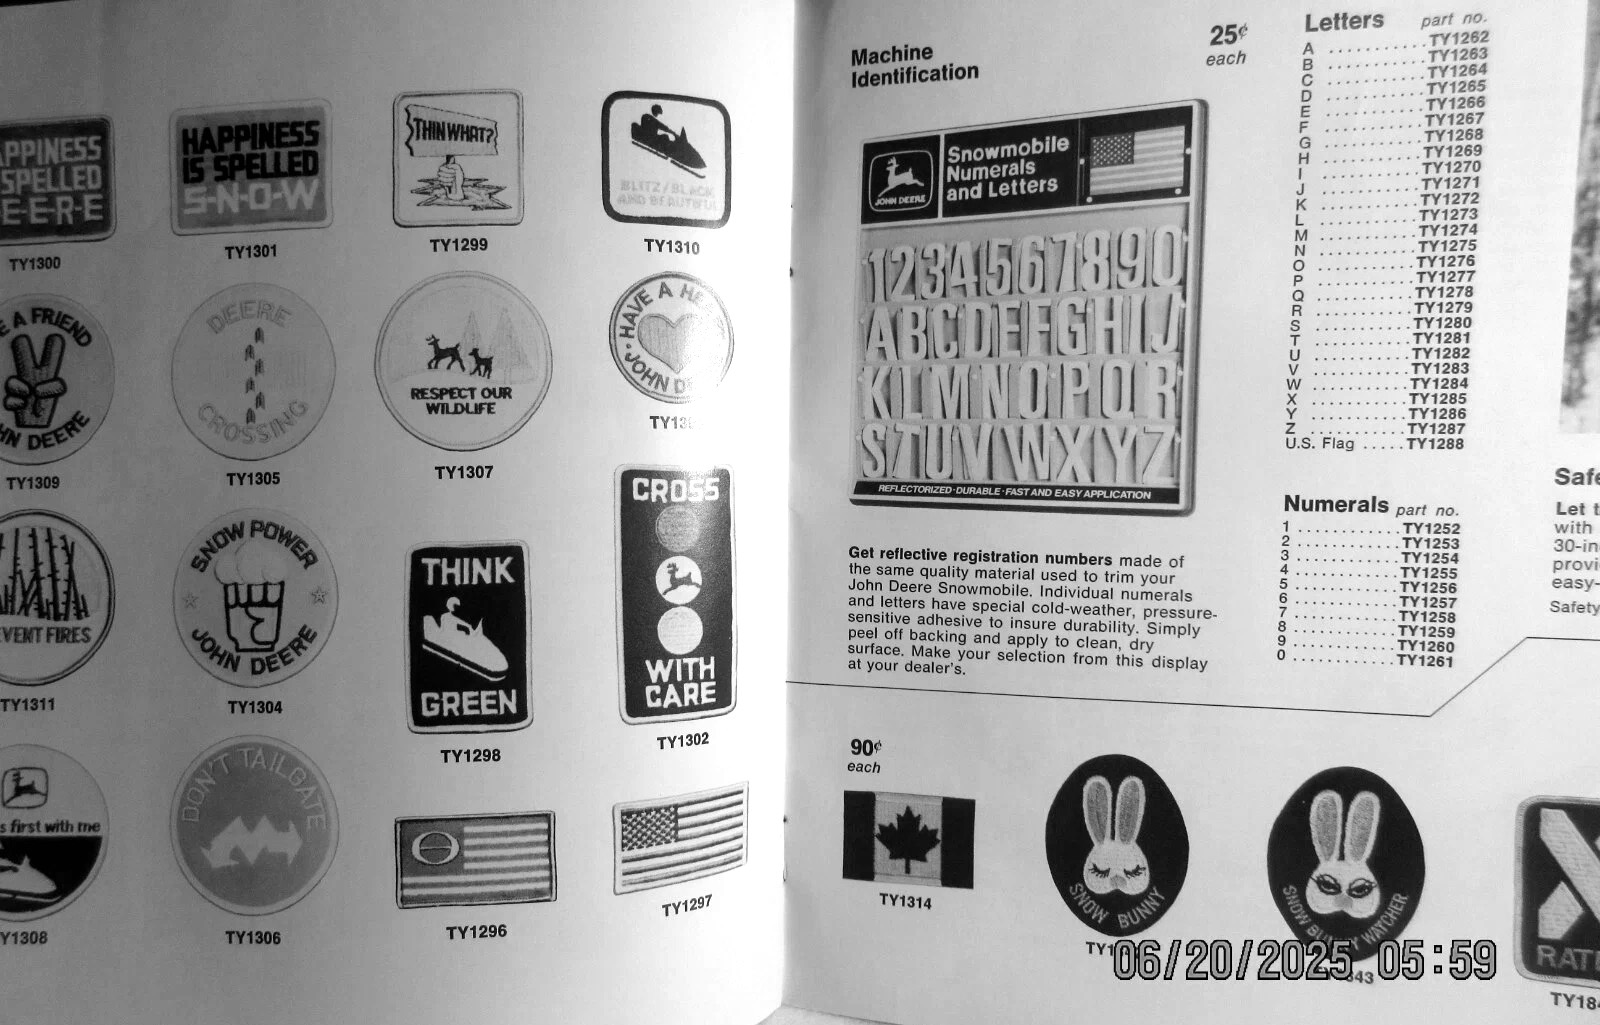 APPINESS
SPELLED
E-E-R-E
TY1300
HAPPINESS
IS SPELLED
S-N-O-W
TY1301
THIN WHAT?
TY1299
BLITZ/BLACK
AND BEAUTIFUL
TY1310
E A FRIEND
HN DEERE
TY1309
DEERE
CROSSING
TY1305
RESPECT OUR
WILDLIFE
TY1307
HAVE A HE
JOHN DE
TY13
EVENT FIRES
TY1311
SNOW POWER
JOHN DEERE
TY1304
THINK
GREEN
TY1298
CROSS
WITH
CARE
TY1302
s first with me
Y1308
DON'T TAILGATE
TY1306
TY1296
TY1297
Machine
Identification
25¢
each
JOHN DEERE
Snowmobile
Numerals
and Letters
1234567890
ABCDEFGHIJ
KLMNOPQR
STUVWXYZ
REFLECTORIZED·DURABLE·FAST AND EASY APPLICATION
Get reflective registration numbers made of
the same quality material used to trim your
John Deere Snowmobile. Individual numerals
and letters have special cold-weather, pressure-
sensitive adhesive to insure durability. Simply
peel off backing and apply to clean, dry
surface. Make your selection from this display
at your dealer's.
Letters part no.
A ...........TY1262
B ...........TY1263
C ...........TY1264
D ...........TY1265
E ...........TY1266
F ...........TY1267
G ...........TY1268
H ...........TY1269
I ...........TY1270
J ...........TY1271
K ...........TY1272
L ...........TY1273
M ...........TY1274
N ...........TY1275
O ...........TY1276
P ...........TY1277
Q ...........TY1278
R ...........TY1279
S ...........TY1280
T ...........TY1281
U ...........TY1282
V ...........TY1283
W ...........TY1284
X ...........TY1285
Y ...........TY1286
Z ...........TY1287
U.S. Flag .....TY1288
Numerals part no.
1 ...........TY1252
2 ...........TY1253
3 ...........TY1254
4 ...........TY1255
5 ...........TY1256
6 ...........TY1257
7 ...........TY1258
8 ...........TY1259
9 ...........TY1260
0 ...........TY1261
Safe
Let t
with
30-in
provi
easy-
Safety
90¢
each
TY1314
SNOW BUNNY
TY1
SNOW BUNNY WATCHER
843
RAT
TY184
06/20/2025 05:59